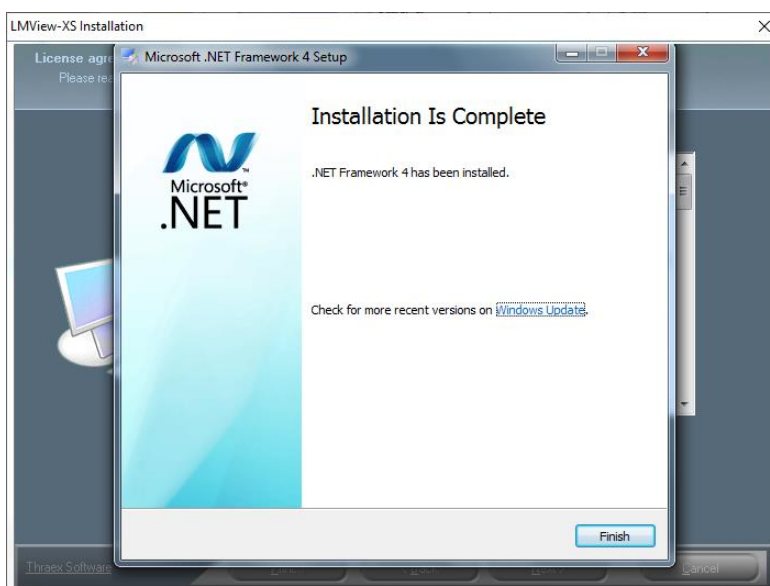 LMView-XS Installation
License agre
Please rea
Microsoft .NET Framework 4 Setup
Installation Is Complete
.NET Framework 4 has been installed.
Microsoft®
.NET
Check for more recent versions on Windows Update.
Finish
Thraex Software
Cancel